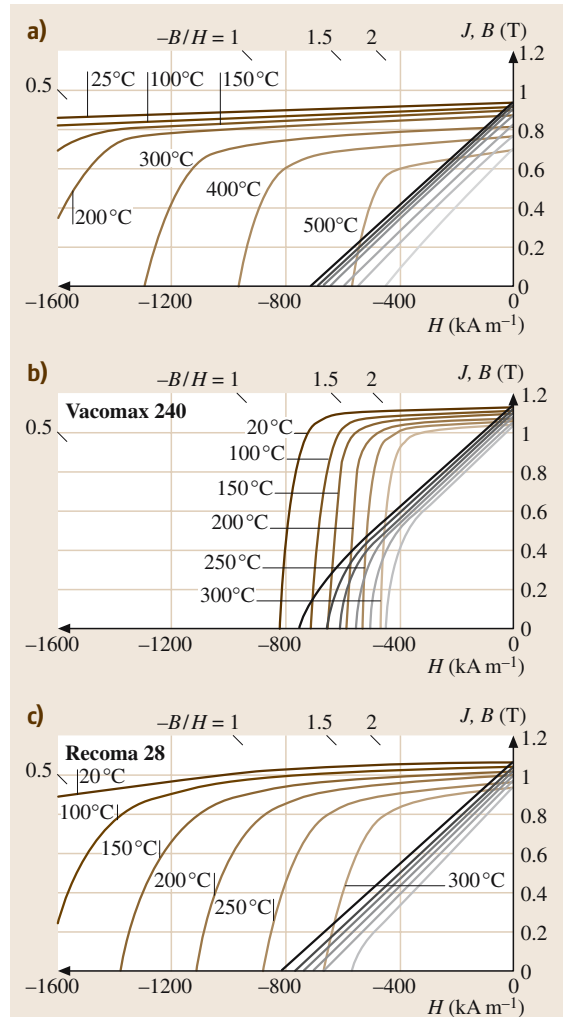 a)
−B/H = 1 1.5 2 J, B (T)
1.2
0.5 25 °C 100 °C 150 °C
1
0.8
300 °C
0.6
400 °C
200 °C 500 °C
0.4
0.2
0
−1600 −1200 −800 −400 0
H (kA m⁻¹)
b)
−B/H = 1 1.5 2 J, B (T)
1.2
Vacomax 240
0.5 20 °C
1
100 °C
0.8
150 °C
0.6
200 °C
0.4
250 °C
0.2
300 °C
0
−1600 −1200 −800 −400 0
H (kA m⁻¹)
c)
−B/H = 1 1.5 2 J, B (T)
1.2
Recoma 28
0.5 20 °C
1
100 °C
0.8
150 °C
0.6
200 °C 300 °C
0.4
250 °C
0.2
0
−1600 −1200 −800 −400 0
H (kA m⁻¹)